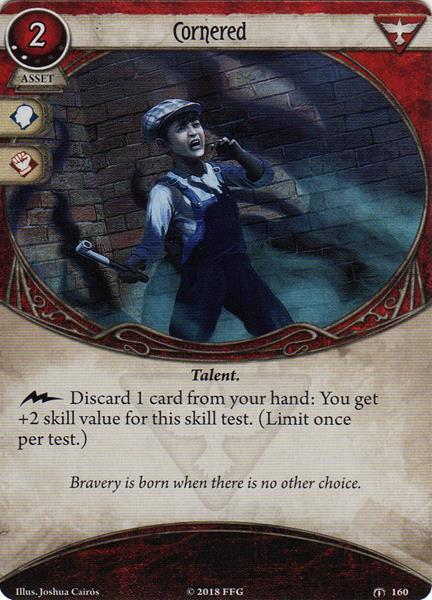 2
Cornered
ASSET
Talent.
Discard 1 card from your hand: You get
+2 skill value for this skill test. (Limit once
per test.)
Bravery is born when there is no other choice.
Illus. Joshua Cairós
© 2018 FFG
160